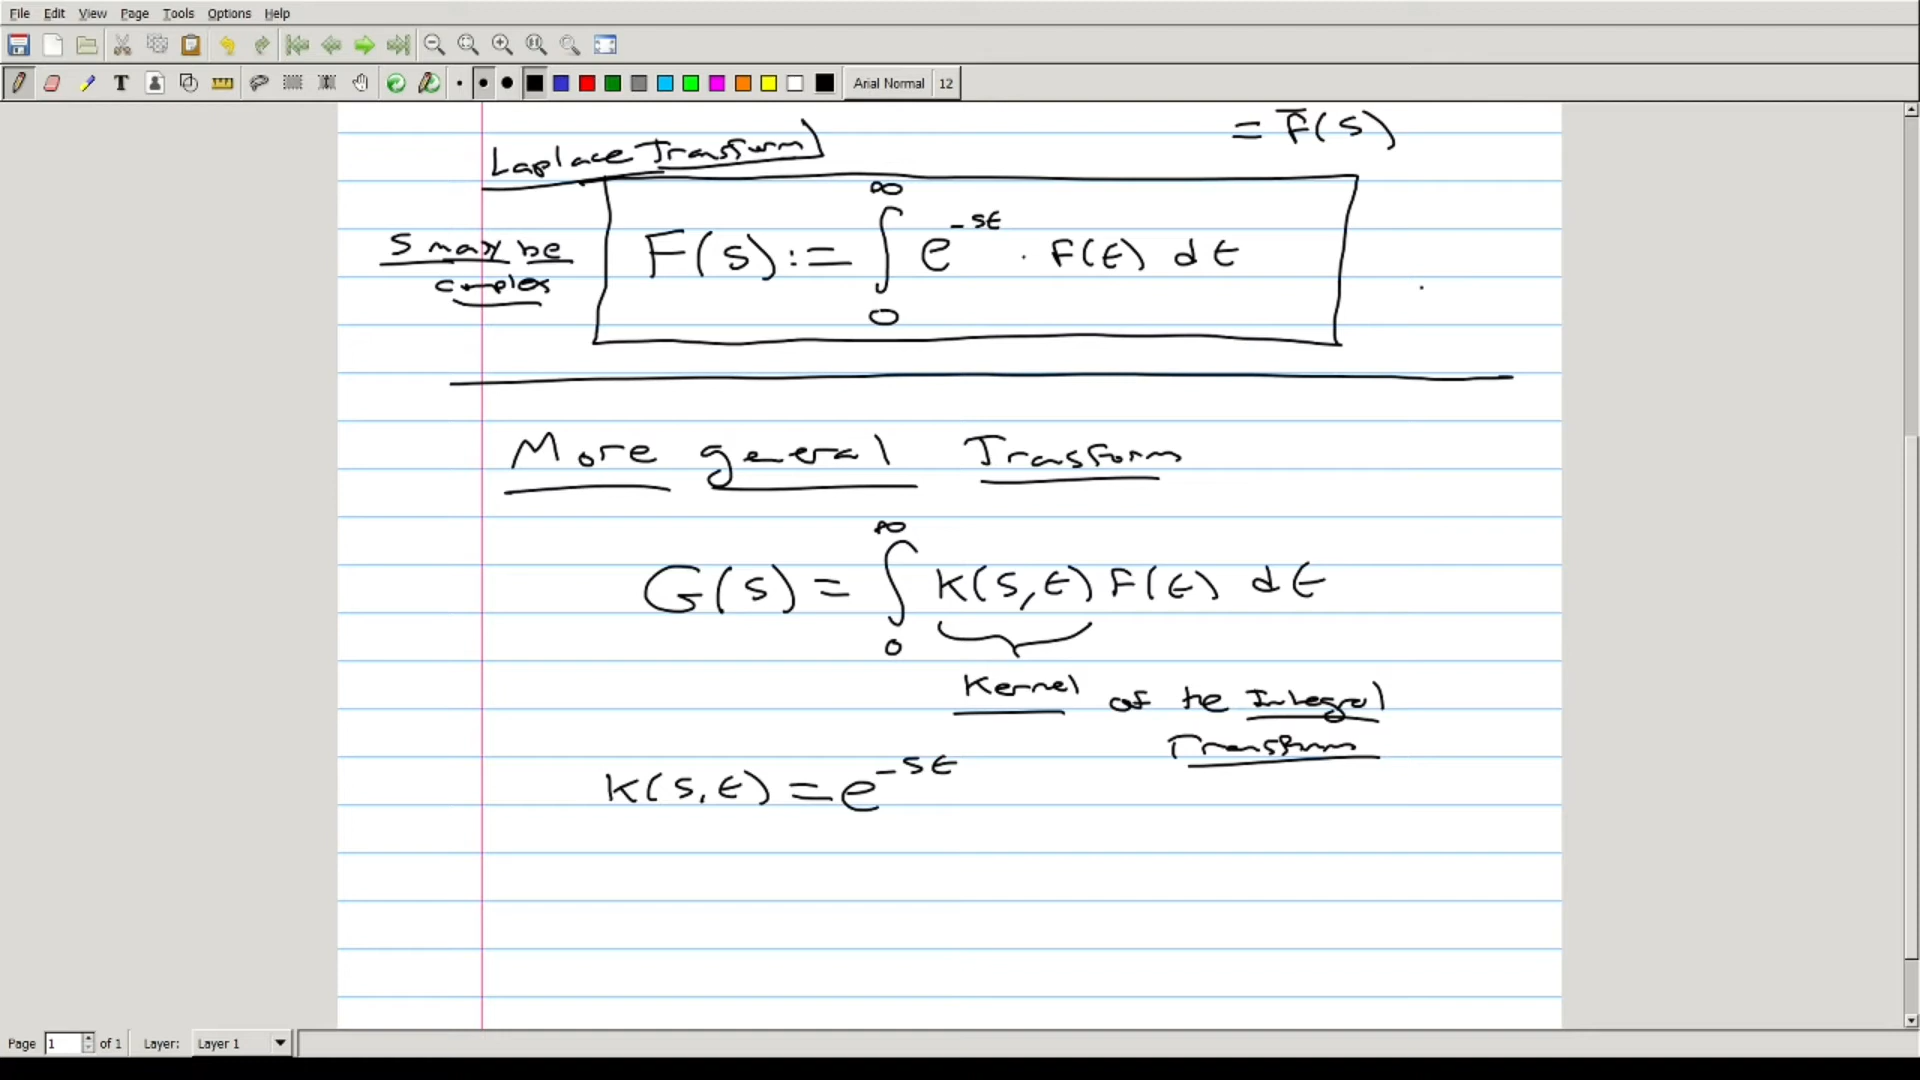 File Edit View Page Tools Options Help
Arial Normal 12
= F̅(s)
Laplace Transform
s may be
complex
F(s) := ∫₀^∞ e^{-st} · f(t) dt
More general Transform
G(s) = ∫₀^∞ K(s,t) f(t) dt
Kernel of the Integral
Transform
K(s,t) = e^{-st}
Page 1 of 1 Layer: Layer 1